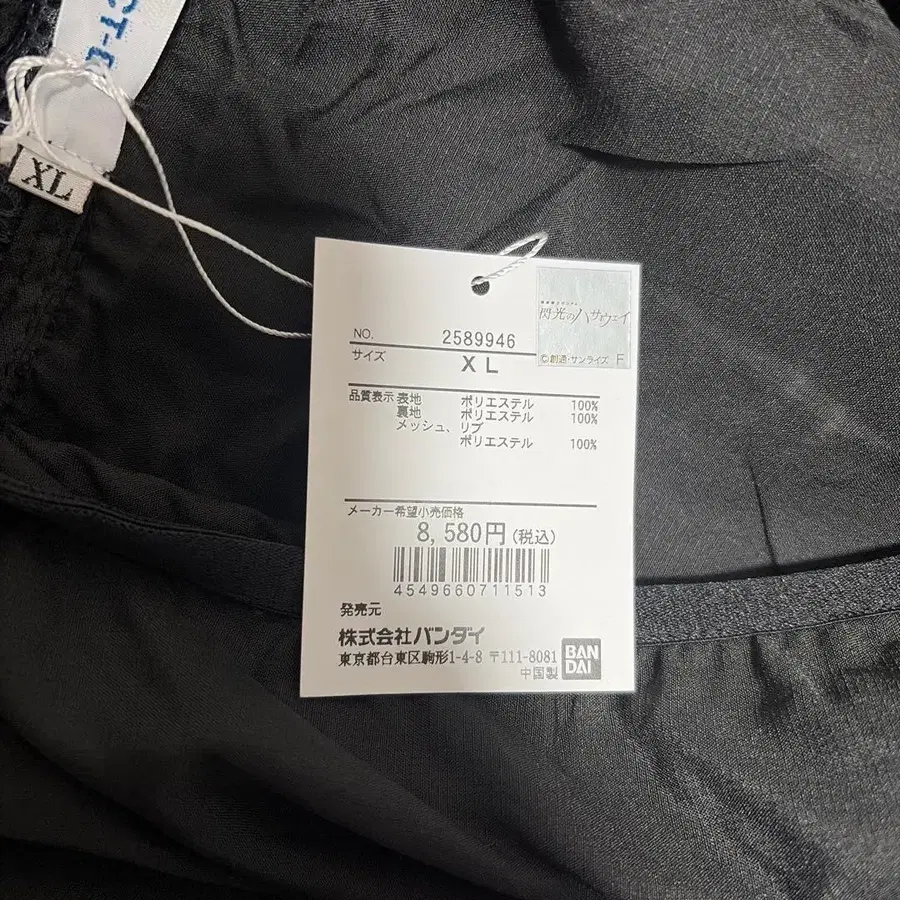 XL
NO. 2589946
サイズ XL
閃光のハサウェイ
©創通・サンライズ F
品質表示 表地 ポリエステル 100%
裏地 ポリエステル 100%
メッシュ、リブ
ポリエステル 100%
メーカー希望小売価格
8,580円(税込)
4549660711513
発売元
株式会社バンダイ
東京都台東区駒形1-4-8 〒111-8081
中国製
BAN
DAI